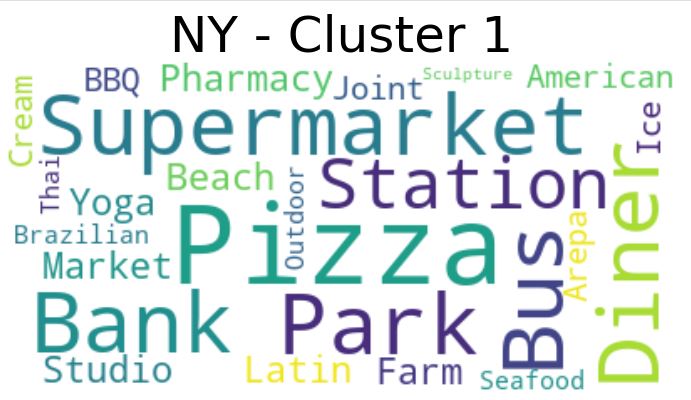 NY - Cluster 1
Cream
BBQ
Pharmacy
Joint
Sculpture
American
Supermarket
Ice
Thai
Beach
Outdoor
Station
Diner
Yoga
Pizza
Arepa
Brazilian
Market
Bus
Bank
Park
Studio
Latin
Farm
Seafood